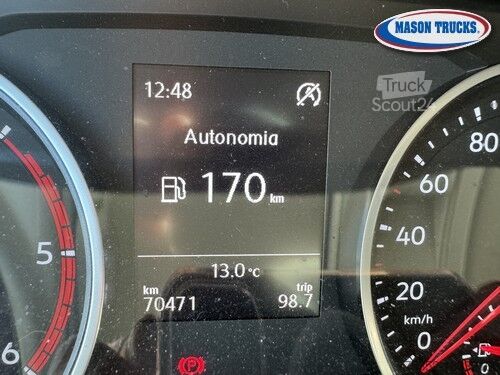 MASON TRUCKS
Truck
Scout24
12:48
Autonomia
170 km
13.0 °C
km
70471
trip
98.7
5
6
80
60
40
20
km/h
0
0
(P)